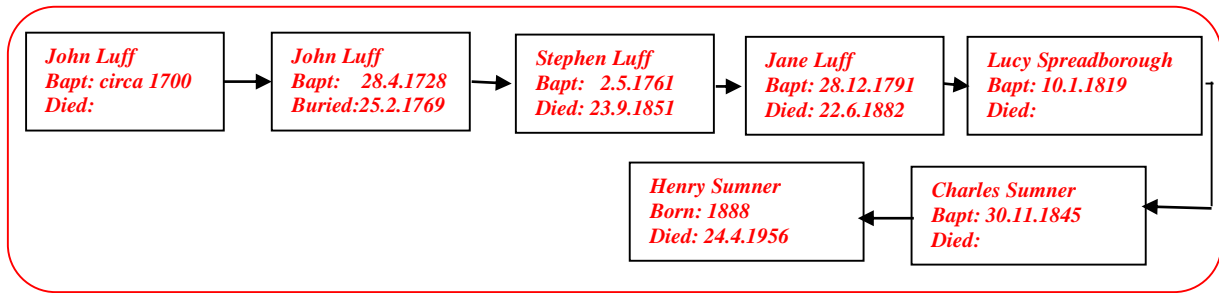 John Luff
Bapt: circa 1700
Died:
John Luff
Bapt: 28.4.1728
Buried:25.2.1769
Stephen Luff
Bapt: 2.5.1761
Died: 23.9.1851
Jane Luff
Bapt: 28.12.1791
Died: 22.6.1882
Lucy Spreadborough
Bapt: 10.1.1819
Died:
Charles Sumner
Bapt: 30.11.1845
Died:
Henry Sumner
Born: 1888
Died: 24.4.1956